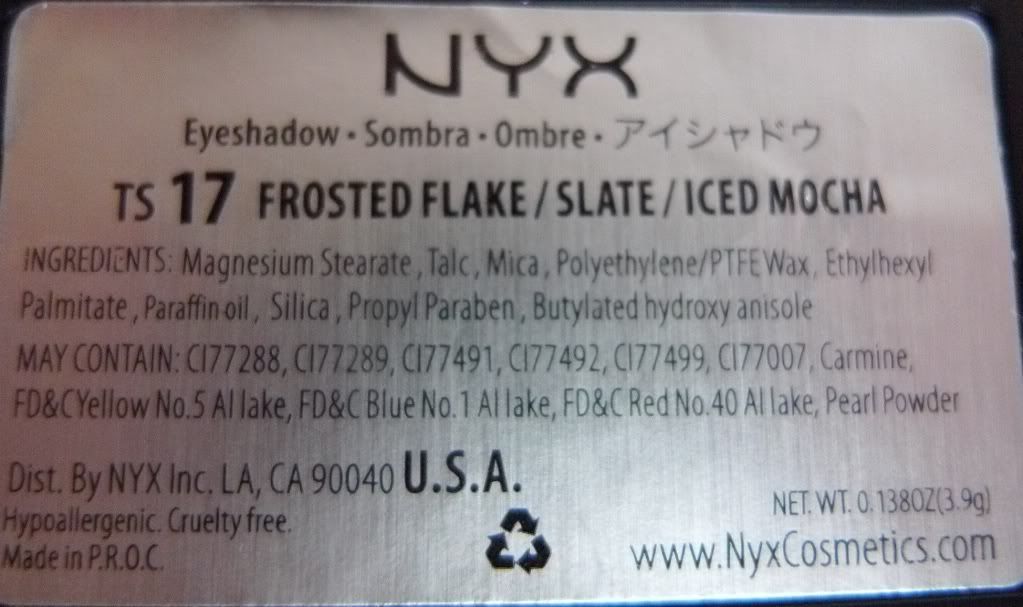 NYX
Eyeshadow • Sombra • Ombre • アイシャドウ
TS 17 FROSTED FLAKE / SLATE / ICED MOCHA
INGREDIENTS: Magnesium Stearate, Talc, Mica, Polyethylene/PTFE Wax, Ethylhexyl
Palmitate, Paraffin oil, Silica, Propyl Paraben, Butylated hydroxy anisole
MAY CONTAIN: CI77288, CI77289, CI77491, CI77492, CI77499, CI77007, Carmine,
FD&C Yellow No.5 Al lake, FD&C Blue No.1 Al lake, FD&C Red No.40 Al lake, Pearl Powder
Dist. By NYX Inc. LA, CA 90040 U.S.A.
Hypoallergenic. Cruelty free.
Made in P.R.O.C.
NET. WT. 0.138OZ(3.9g)
www.NyxCosmetics.com